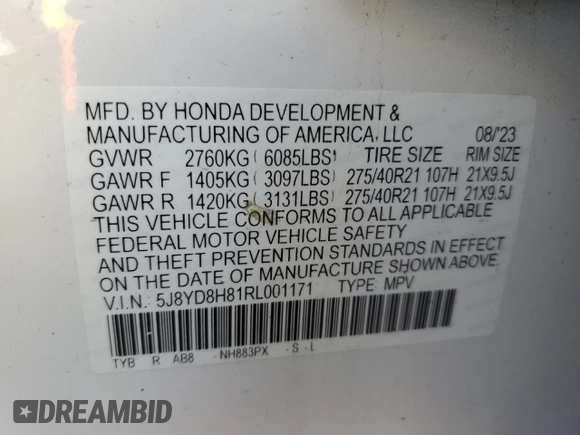 MFD. BY HONDA DEVELOPMENT &
MANUFACTURING OF AMERICA, LLC 08/'23
GVWR 2760KG ( 6085LBS) TIRE SIZE RIM SIZE
GAWR F 1405KG ( 3097LBS) 275/40R21 107H 21X9.5J
GAWR R 1420KG ( 3131LBS) 275/40R21 107H 21X9.5J
THIS VEHICLE CONFORMS TO ALL APPLICABLE
FEDERAL MOTOR VEHICLE SAFETY
AND THEFT PREVENTION STANDARDS IN EFFECT
ON THE DATE OF MANUFACTURE SHOWN ABOVE.
V.I.N.: 5J8YD8H81RL001171 TYPE: MPV
TYB R AB8 - NH883PX - S - L
DREAMBID